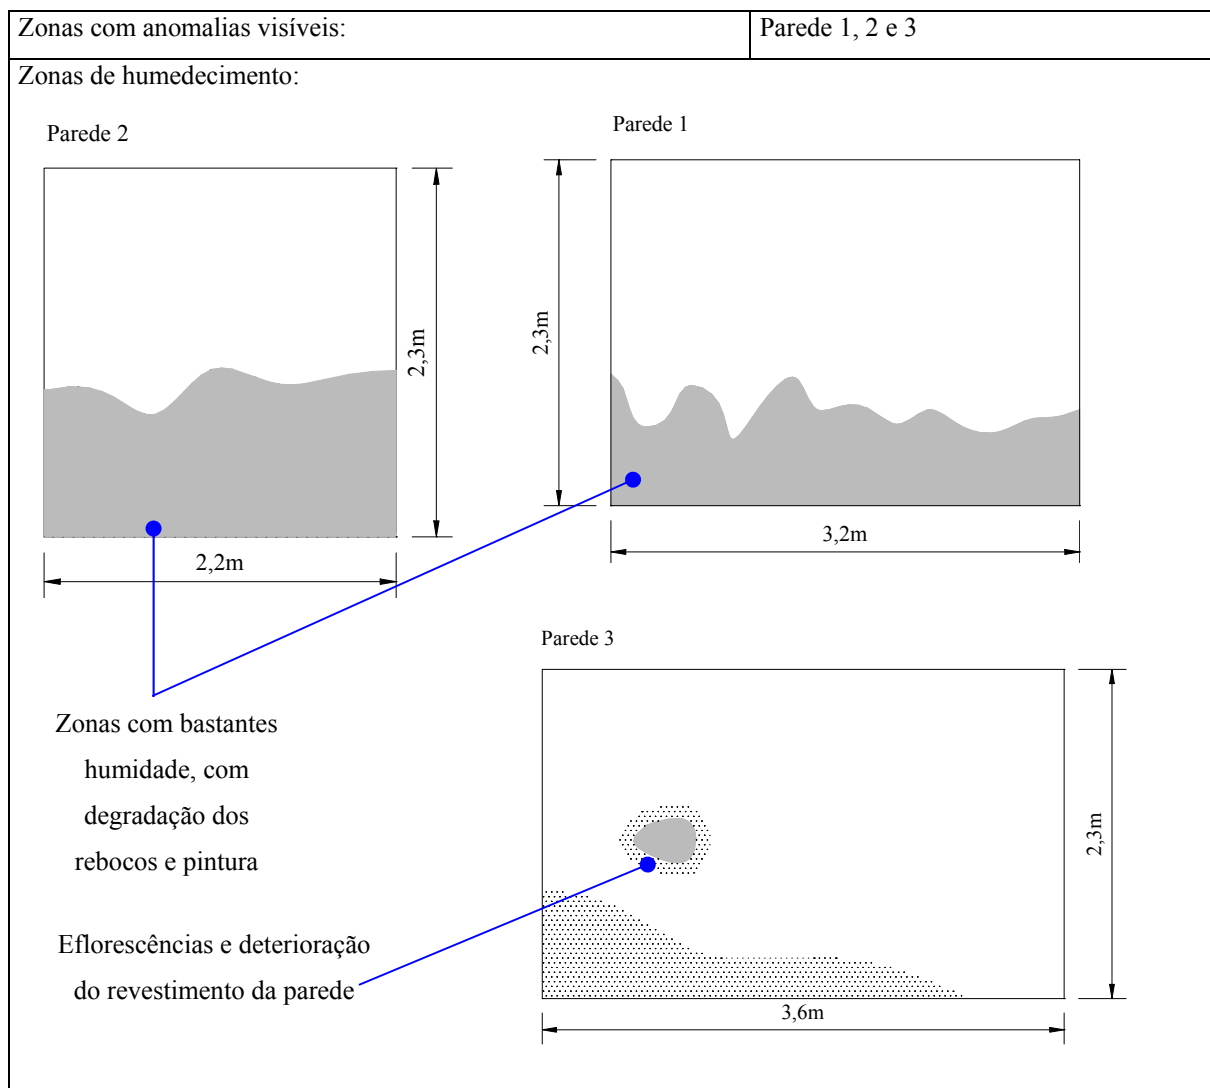 Zonas com anomalias visíveis:
Parede 1, 2 e 3
Zonas de humedecimento:
Parede 2
Parede 1
2,3m
2,3m
2,2m
3,2m
Parede 3
Zonas com bastantes
humidade, com
degradação dos
rebocos e pintura
2,3m
Eflorescências e deterioração
do revestimento da parede
3,6m